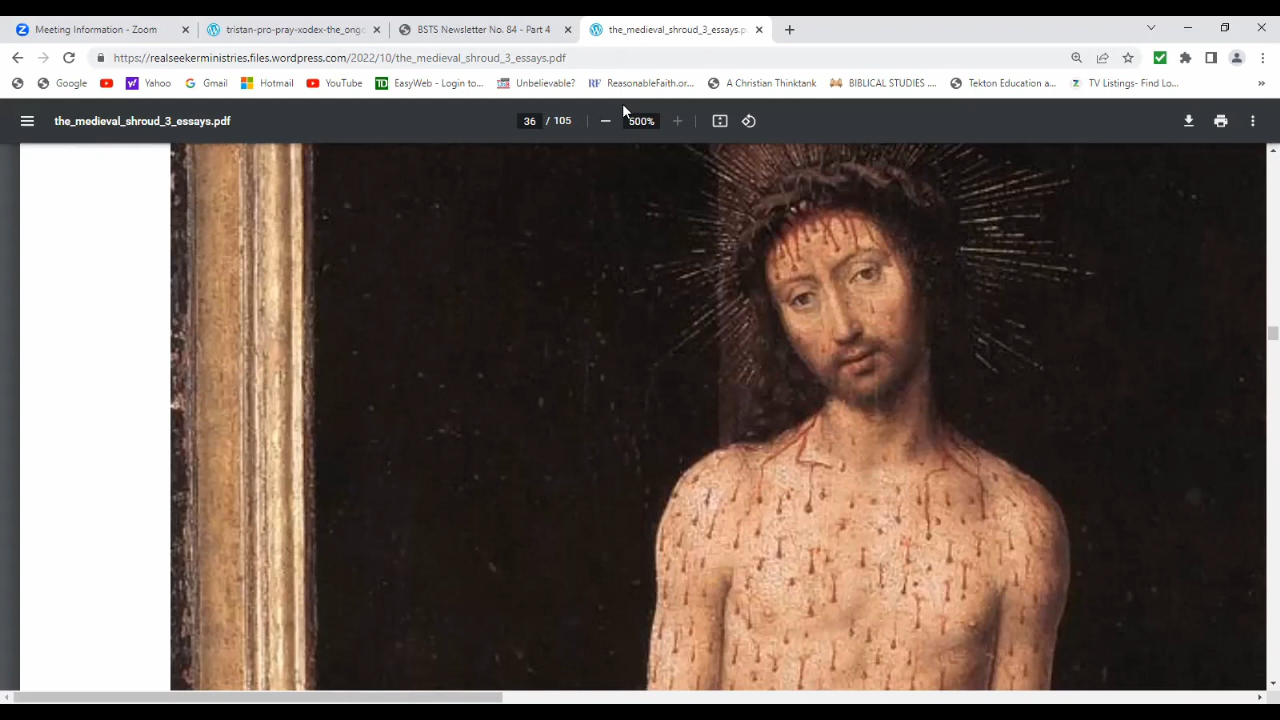 Meeting Information - Zoom
tristan-pro-pray-xodex-the_ong
BSTS Newsletter No. 84 - Part 4
the_medieval_shroud_3_essays.p
https://realseekerministries.files.wordpress.com/2022/10/the_medieval_shroud_3_essays.pdf
Google
Yahoo
Gmail
Hotmail
YouTube
EasyWeb - Login to...
Unbelievable?
ReasonableFaith.or...
A Christian Thinktank
BIBLICAL STUDIES ....
Tekton Education a...
TV Listings- Find Lo...
the_medieval_shroud_3_essays.pdf
36 / 105
500%